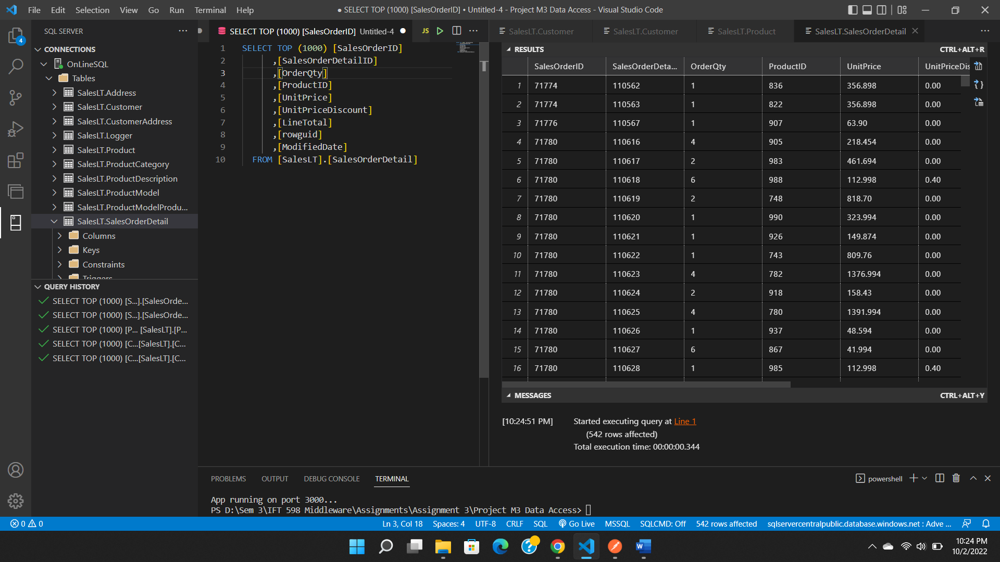 File Edit Selection View Go Run Terminal Help
● SELECT TOP (1000) [SalesOrderID] • Untitled-4 - Project M3 Data Access - Visual Studio Code
4
SQL SERVER
CONNECTIONS
OnLineSQL
Tables
SalesLT.Address
SalesLT.Customer
SalesLT.CustomerAddress
SalesLT.Logger
SalesLT.Product
SalesLT.ProductCategory
SalesLT.ProductDescription
SalesLT.ProductModel
SalesLT.ProductModelProdu...
SalesLT.SalesOrderDetail
Columns
Keys
Constraints
Triggers
QUERY HISTORY
SELECT TOP (1000) [S...].[SalesOrde...
SELECT TOP (1000) [S...].[SalesOrde...
SELECT TOP (1000) [P... [SalesLT].[P...
SELECT TOP (1000) [C...[SalesLT].[C...
SELECT TOP (1000) [C...[SalesLT].[C...
SELECT TOP (1000) [SalesOrderID] Untitled-4 ●
JS
1 SELECT TOP (1000) [SalesOrderID]
2 ,[SalesOrderDetailID]
3 ,[OrderQty]
4 ,[ProductID]
5 ,[UnitPrice]
6 ,[UnitPriceDiscount]
7 ,[LineTotal]
8 ,[rowguid]
9 ,[ModifiedDate]
10 FROM [SalesLT].[SalesOrderDetail]
SalesLT.Customer SalesLT.Customer SalesLT.Product SalesLT.SalesOrderDetail
RESULTS CTRL+ALT+R
SalesOrderID SalesOrderDeta... OrderQty ProductID UnitPrice UnitPriceDis
1 71774 110562 1 836 356.898 0.00
2 71774 110563 1 822 356.898 0.00
3 71776 110567 1 907 63.90 0.00
4 71780 110616 4 905 218.454 0.00
5 71780 110617 2 983 461.694 0.00
6 71780 110618 6 988 112.998 0.40
7 71780 110619 2 748 818.70 0.00
8 71780 110620 1 990 323.994 0.00
9 71780 110621 1 926 149.874 0.00
10 71780 110622 1 743 809.76 0.00
11 71780 110623 4 782 1376.994 0.00
12 71780 110624 2 918 158.43 0.00
13 71780 110625 4 780 1391.994 0.00
14 71780 110626 1 937 48.594 0.00
15 71780 110627 6 867 41.994 0.00
16 71780 110628 1 985 112.998 0.40
MESSAGES CTRL+ALT+Y
[10:24:51 PM] Started executing query at Line 1
(542 rows affected)
Total execution time: 00:00:00.344
PROBLEMS OUTPUT DEBUG CONSOLE TERMINAL
powershell
App running on port 3000...
PS D:\Sem 3\IFT 598 Middleware\Assignments\Assignment 3\Project M3 Data Access>
0 0
Ln 3, Col 18 Spaces: 4 UTF-8 CRLF SQL Go Live MSSQL SQLCMD: Off 542 rows affected sqlservercentralpublic.database.windows.net : Adve ...
10:24 PM
10/2/2022